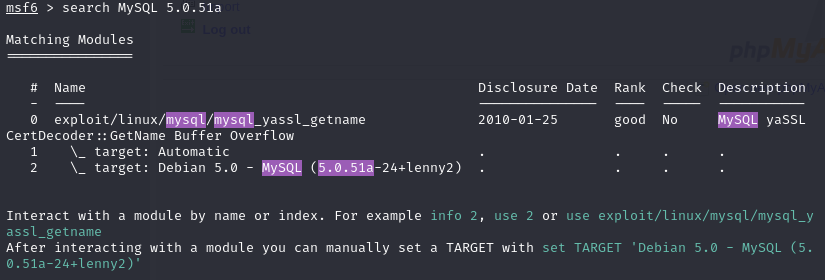 msf6 > search MySQL 5.0.51a
Log out
Matching Modules
================
#  Name                                                 Disclosure Date  Rank  Check  Description
-  ----                                                 ---------------  ----  -----  -----------
0  exploit/linux/mysql/mysql_yassl_getname              2010-01-25       good  No     MySQL yaSSL
CertDecoder::GetName Buffer Overflow
1    \_ target: Automatic                               .                .     .      .
2    \_ target: Debian 5.0 - MySQL (5.0.51a-24+lenny2)  .                .     .      .
Interact with a module by name or index. For example info 2, use 2 or use exploit/linux/mysql/mysql_y
assl_getname
After interacting with a module you can manually set a TARGET with set TARGET 'Debian 5.0 - MySQL (5.
0.51a-24+lenny2)'